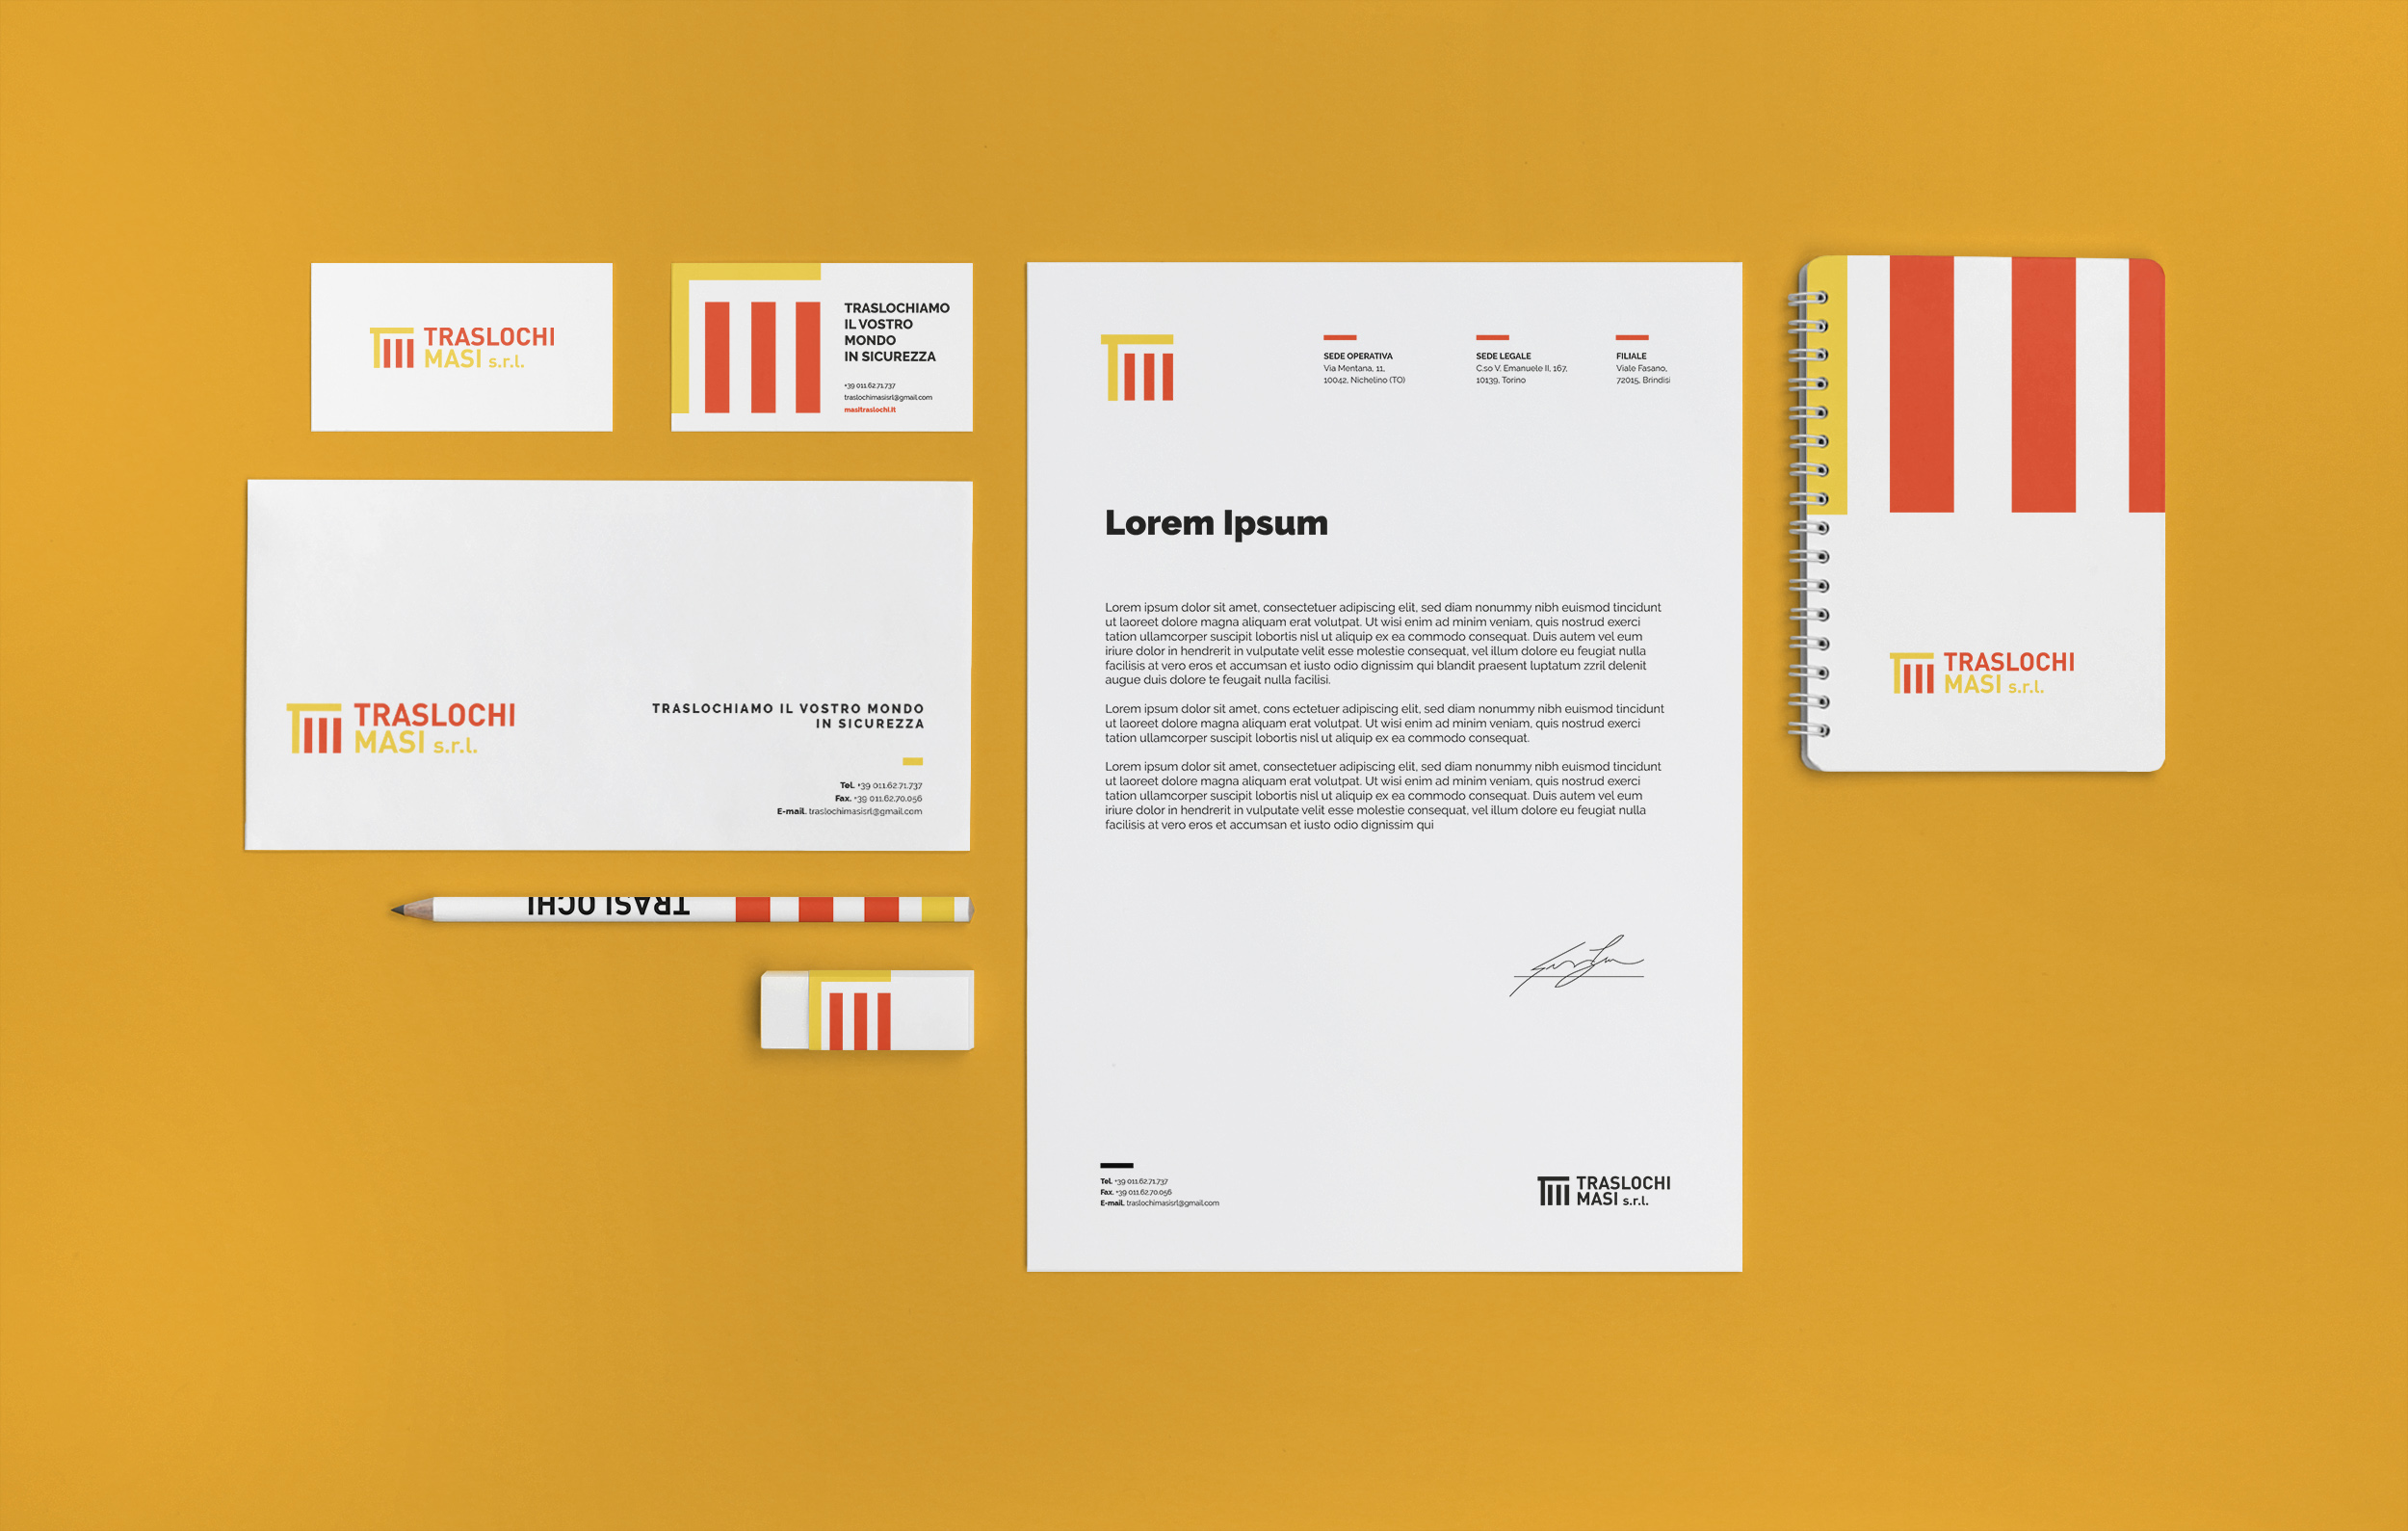 TRASLOCHI
MASI s.r.l.
TRASLOCHIAMO
IL VOSTRO
MONDO
IN SICUREZZA
+39 011.62.71.737
traslochimasisrl@gmail.com
masitraslochi.it
TRASLOCHI
MASI s.r.l.
TRASLOCHIAMO IL VOSTRO MONDO
IN SICUREZZA
Tel. +39 011.62.71.737
Fax. +39 011.62.70.056
E-mail. traslochimasisrl@gmail.com
TRASLOCHI
SEDE OPERATIVA
Via Mentana, 11,
10042, Nichelino (TO)
SEDE LEGALE
C.so V. Emanuele II, 167,
10139, Torino
FILIALE
Viale Fasano,
72015, Brindisi
Lorem Ipsum
Lorem ipsum dolor sit amet, consectetuer adipiscing elit, sed diam nonummy nibh euismod tincidunt
ut laoreet dolore magna aliquam erat volutpat. Ut wisi enim ad minim veniam, quis nostrud exerci
tation ullamcorper suscipit lobortis nisl ut aliquip ex ea commodo consequat. Duis autem vel eum
iriure dolor in hendrerit in vulputate velit esse molestie consequat, vel illum dolore eu feugiat nulla
facilisis at vero eros et accumsan et iusto odio dignissim qui blandit praesent luptatum zzril delenit
augue duis dolore te feugait nulla facilisi.
Lorem ipsum dolor sit amet, cons ectetuer adipiscing elit, sed diam nonummy nibh euismod tincidunt
ut laoreet dolore magna aliquam erat volutpat. Ut wisi enim ad minim veniam, quis nostrud exerci
tation ullamcorper suscipit lobortis nisl ut aliquip ex ea commodo consequat.
Lorem ipsum dolor sit amet, consectetuer adipiscing elit, sed diam nonummy nibh euismod tincidunt
ut laoreet dolore magna aliquam erat volutpat. Ut wisi enim ad minim veniam, quis nostrud exerci
tation ullamcorper suscipit lobortis nisl ut aliquip ex ea commodo consequat. Duis autem vel eum
iriure dolor in hendrerit in vulputate velit esse molestie consequat, vel illum dolore eu feugiat nulla
facilisis at vero eros et accumsan et iusto odio dignissim qui
Tel. +39 011.62.71.737
Fax. +39 011.62.70.056
E-mail. traslochimasisrl@gmail.com
TRASLOCHI
MASI s.r.l.
TRASLOCHI
MASI s.r.l.